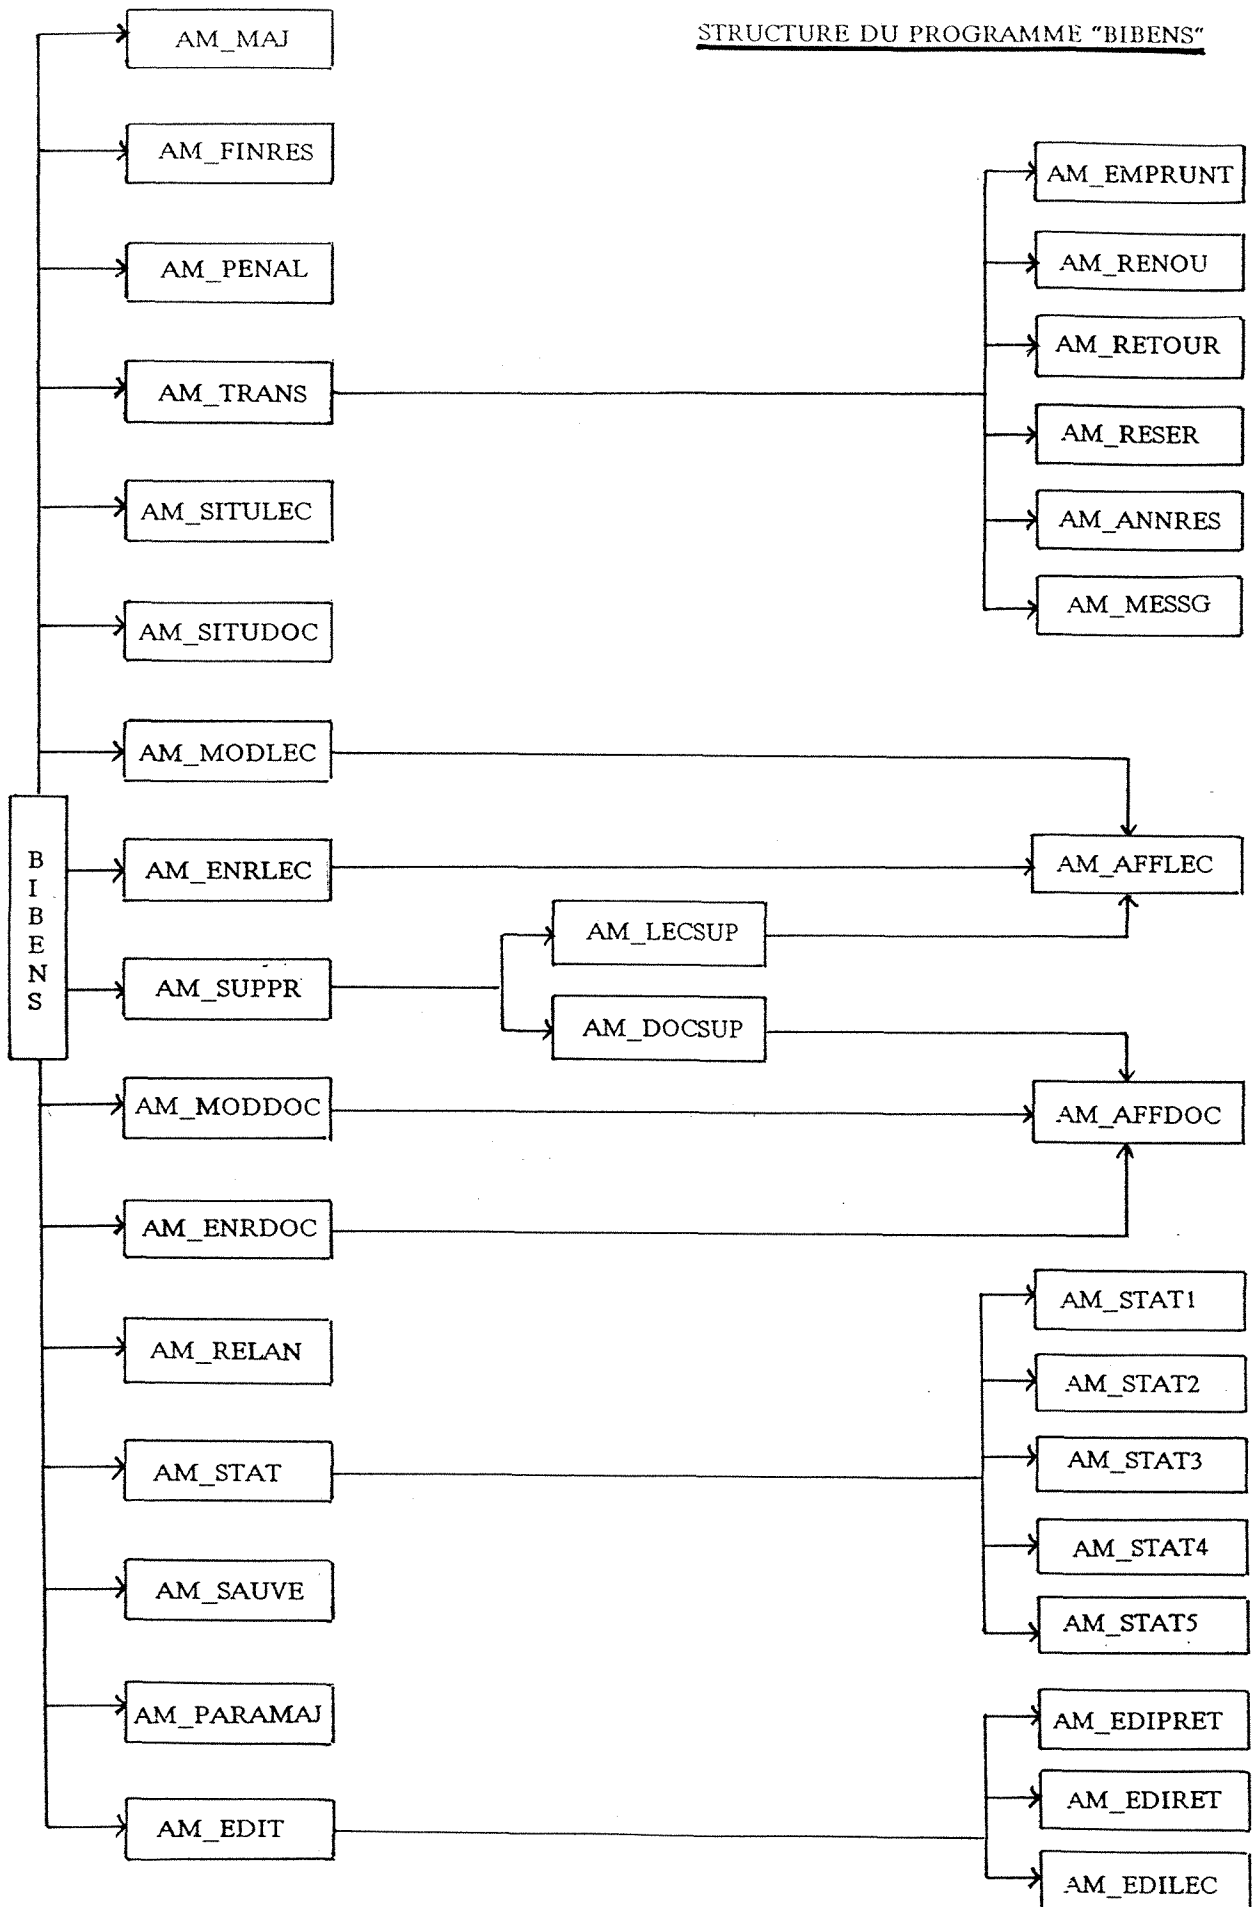 STRUCTURE DU PROGRAMME "BIBENS"
BIBENS
AM_MAJ
AM_FINRES
AM_PENAL
AM_TRANS
AM_SITULEC
AM_SITUDOC
AM_MODLEC
AM_ENRLEC
AM_SUPPR
AM_MODDOC
AM_ENRDOC
AM_RELAN
AM_STAT
AM_SAUVE
AM_PARAMAJ
AM_EDIT
AM_LECSUP
AM_DOCSUP
AM_EMPRUNT
AM_RENOU
AM_RETOUR
AM_RESER
AM_ANNRES
AM_MESSG
AM_AFFLEC
AM_AFFDOC
AM_STAT1
AM_STAT2
AM_STAT3
AM_STAT4
AM_STAT5
AM_EDIPRET
AM_EDIRET
AM_EDILEC